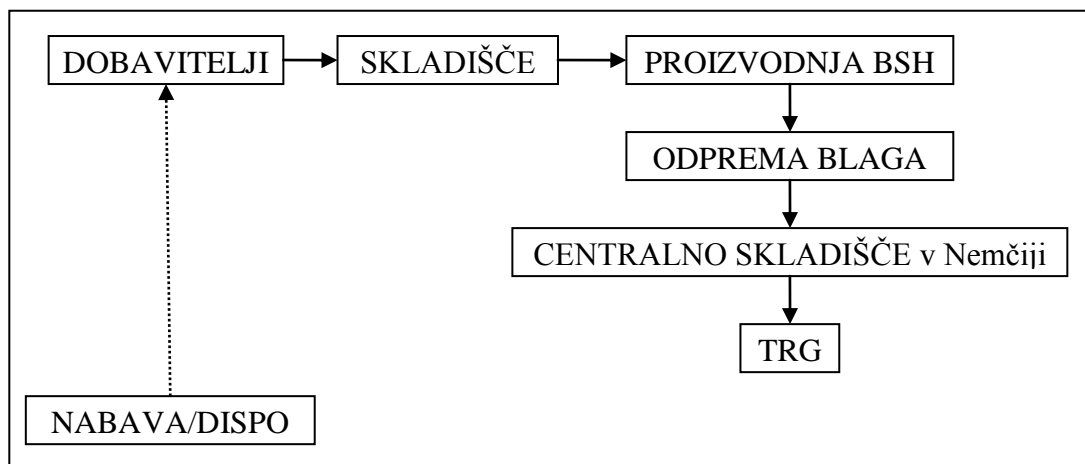 DOBAVITELJI
SKLADIŠČE
PROIZVODNJA BSH
ODPREMA BLAGA
CENTRALNO SKLADIŠČE v Nemčiji
TRG
NABAVA/DISPO